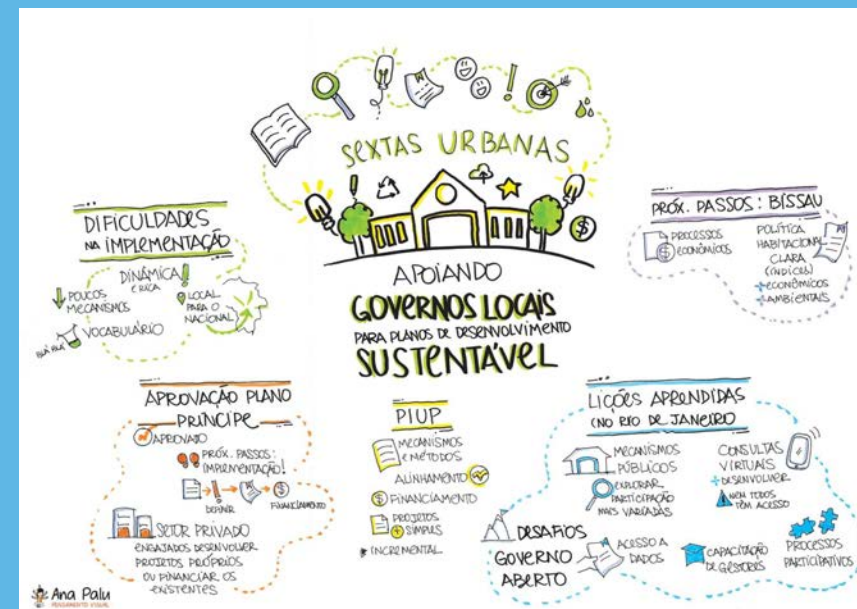 SEXTAS URBANAS
APOIANDO
GOVERNOS LOCAIS
PARA PLANOS DE DESENVOLVIMENTO
SUSTENTÁVEL
DIFICULDADES
NA IMPLEMENTAÇÃO
DINÂMICA
E RICA
POUCOS
MECANISMOS
LOCAL
PARA O
NACIONAL
VOCABULÁRIO
BLÁ BLÁ
PRÓX. PASSOS: BISSAU
PROCESSOS
ECONÔMICOS
POLÍTICA
HABITACIONAL
CLARA
(ÍNDICES)
+ECONÔMICOS
+AMBIENTAIS
APROVAÇÃO PLANO
PRÍNCIPE
APROVADO
PRÓX. PASSOS:
IMPLEMENTAÇÃO!
DEFINIR
FINANCIAMENTO
SETOR PRIVADO
ENGAJADOS DESENVOLVER
PROJETOS PRÓPRIOS
OU FINANCIAR OS
EXISTENTES
PIUP
MECANISMOS
E MÉTODOS
ALINHAMENTO
$ FINANCIAMENTO
PROJETOS
+ SIMPLES
* INCREMENTAL
LIÇÕES APRENDIDAS
(NO RIO DE JANEIRO)
MECANISMOS
PÚBLICOS
EXPLORAR
PARTICIPAÇÃO
MAIS VARIADAS
CONSULTAS
VIRTUAIS
+ DESENVOLVER
NEM TODOS
TÊM ACESSO
DESAFIOS
GOVERNO
ABERTO
ACESSO A
DADOS
CAPACITAÇÃO
DE GESTORES
PROCESSOS
PARTICIPATIVOS
Ana Palu
PENSAMENTO VISUAL